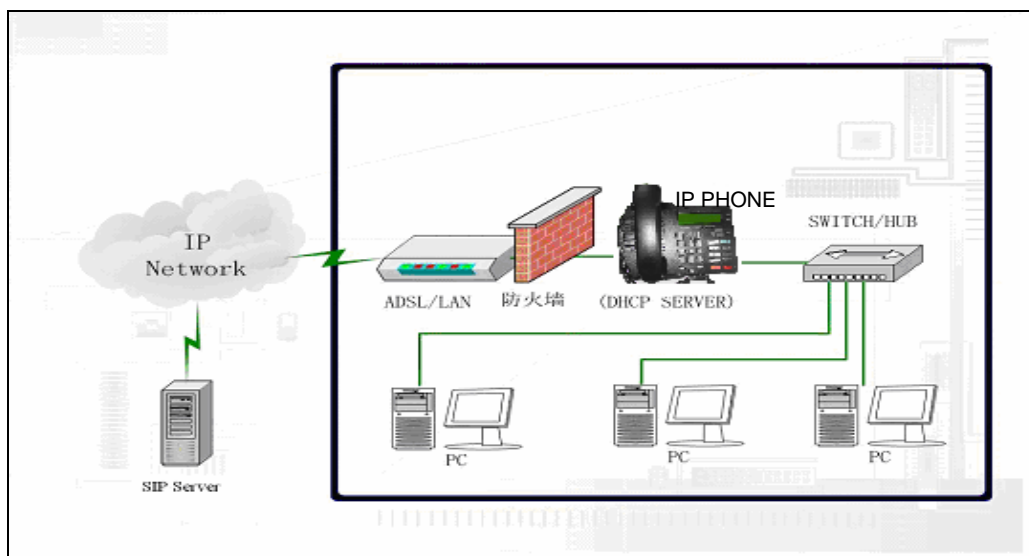 IP PHONE
IP
Network
SWITCH/HUB
ADSL/LAN
防火墙
(DHCP SERVER)
PC
PC
PC
SIP Server